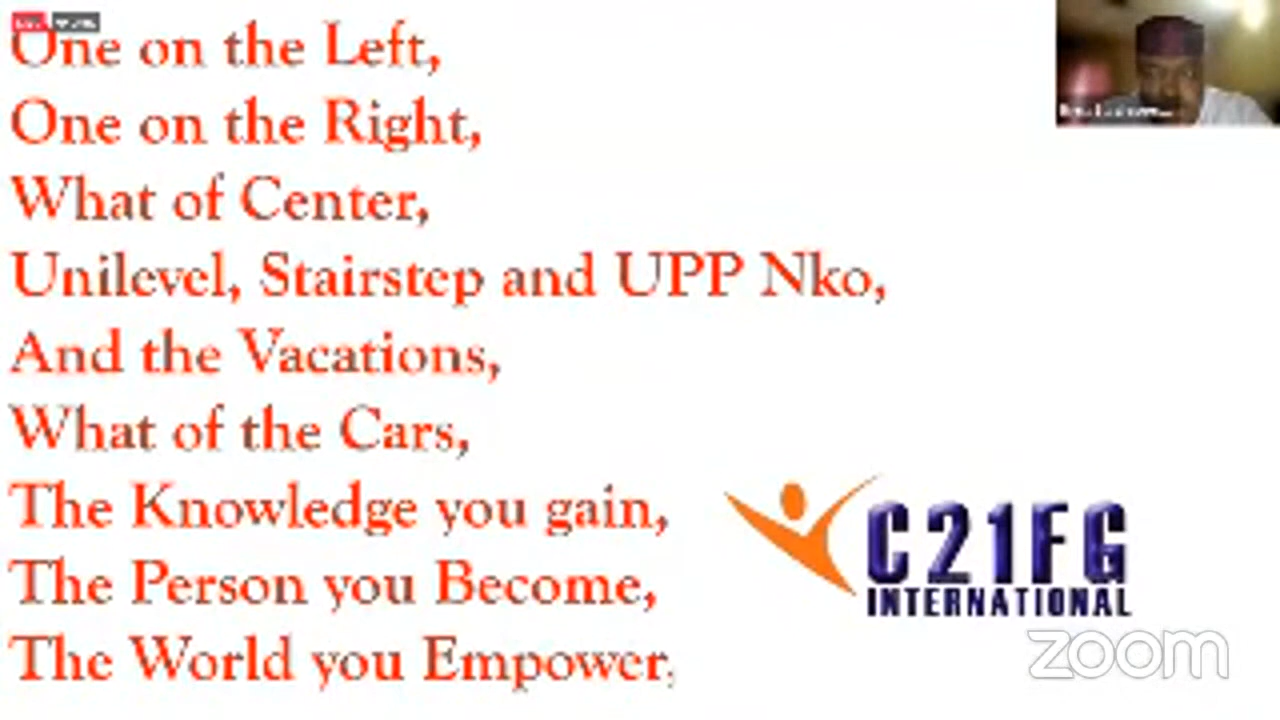 One on the Left,
One on the Right,
What of Center,
Unilevel, Stairstep and UPP Nko,
And the Vacations,
What of the Cars,
The Knowledge you gain,
The Person you Become,
The World you Empower,
C21FG
INTERNATIONAL
zoom